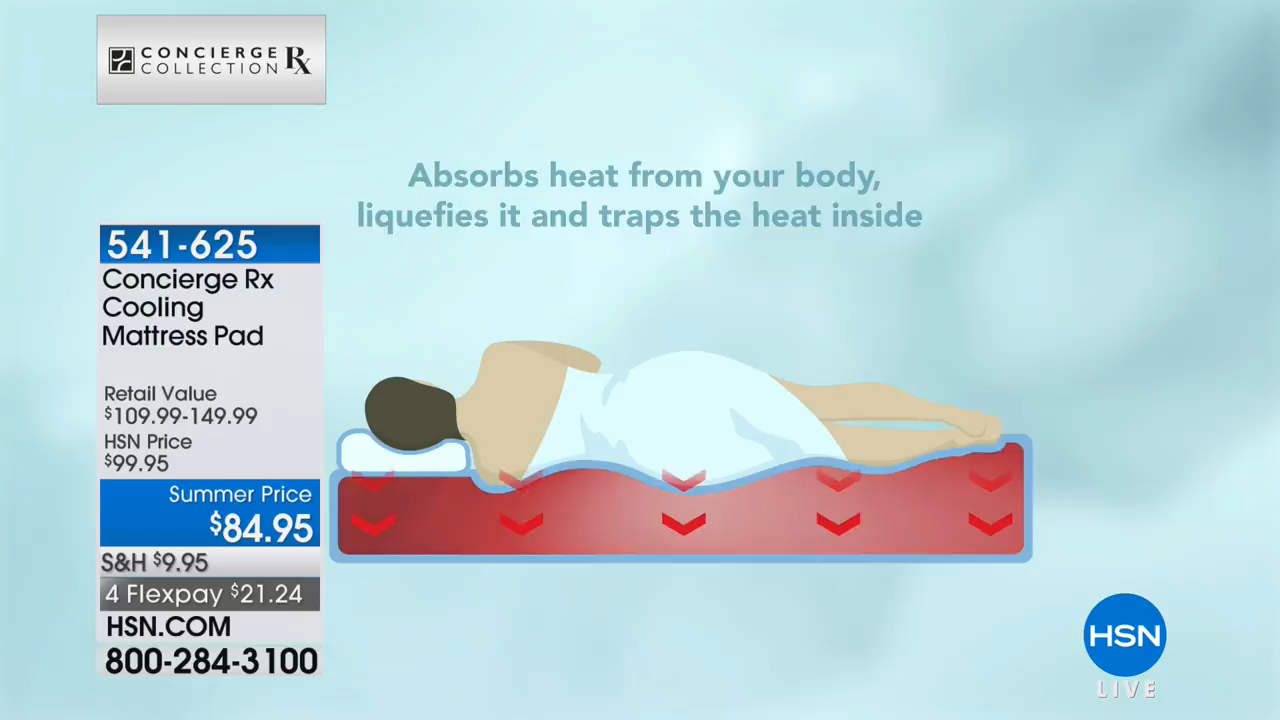 CONCIERGE Rx
COLLECTION
Absorbs heat from your body,
liquefies it and traps the heat inside
541-625
Concierge Rx
Cooling
Mattress Pad
Retail Value
$109.99-149.99
HSN Price
$99.95
Summer Price
$84.95
S&H $9.95
4 Flexpay $21.24
HSN.COM
800-284-3100
HSN
LIVE